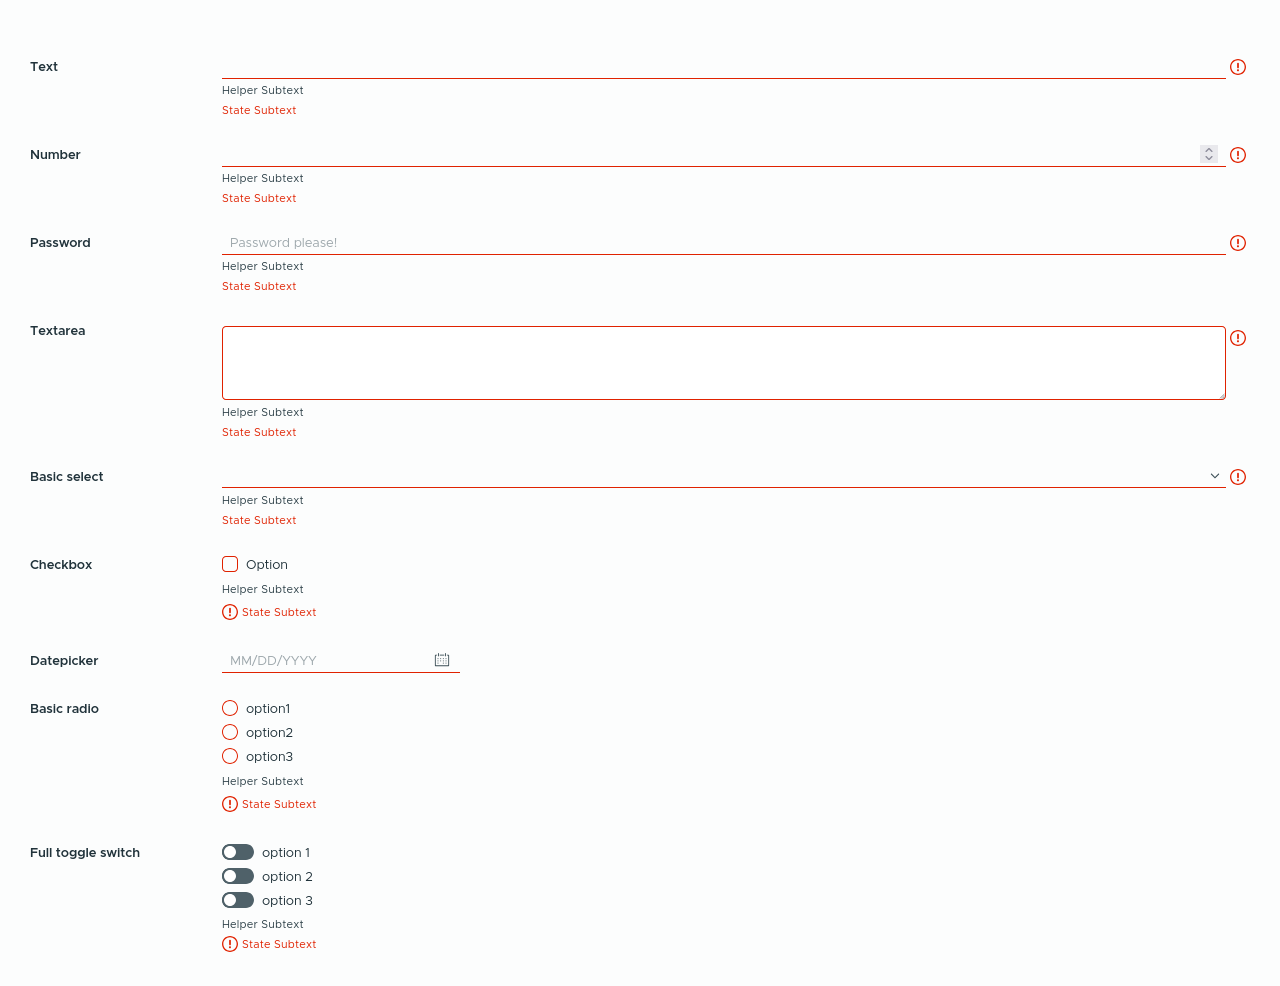 Text
Helper Subtext
State Subtext
Number
Helper Subtext
State Subtext
Password
Password please!
Helper Subtext
State Subtext
Textarea
Helper Subtext
State Subtext
Basic select
Helper Subtext
State Subtext
Checkbox
Option
Helper Subtext
State Subtext
Datepicker
MM/DD/YYYY
Basic radio
option1
option2
option3
Helper Subtext
State Subtext
Full toggle switch
option 1
option 2
option 3
Helper Subtext
State Subtext